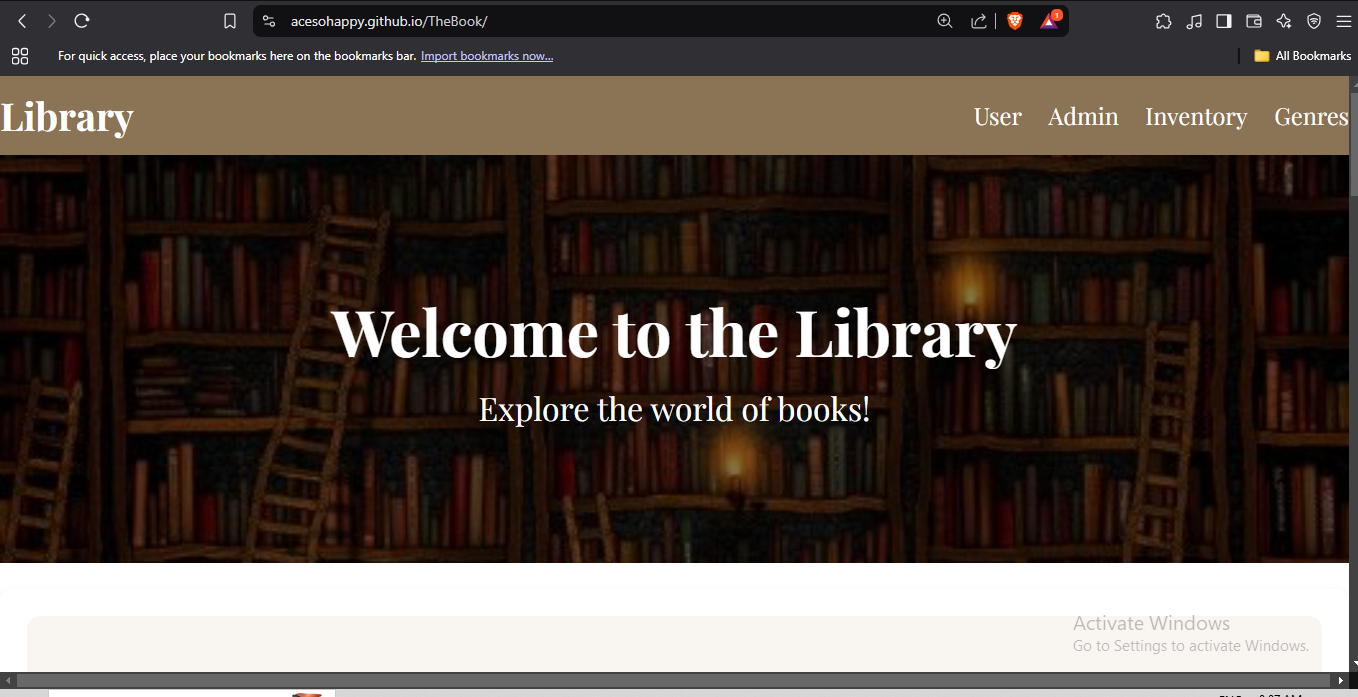 acesohappy.github.io/TheBook/
1
For quick access, place your bookmarks here on the bookmarks bar. Import bookmarks now...
All Bookmarks
Library
User Admin Inventory Genres
Welcome to the Library
Explore the world of books!
Activate Windows
Go to Settings to activate Windows.